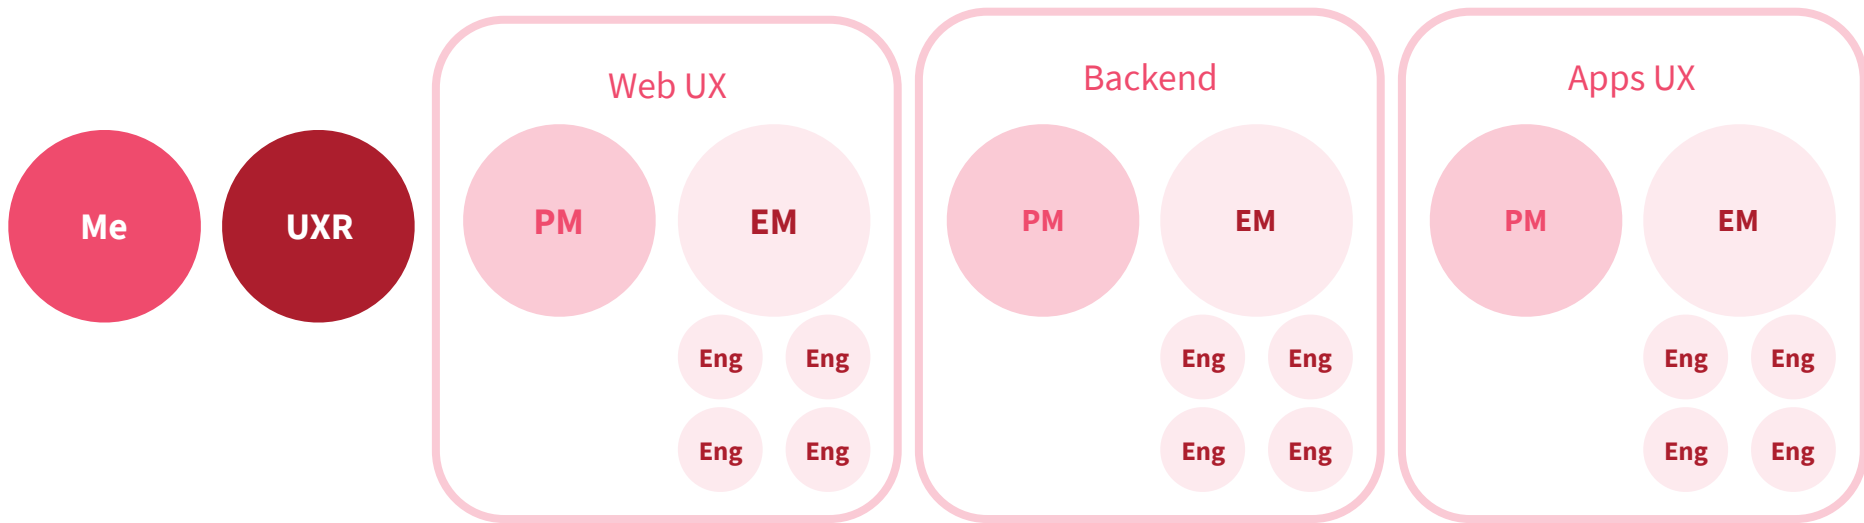 Me
UXR
Web UX
PM
EM
Eng Eng
Eng Eng
Backend
PM
EM
Eng Eng
Eng Eng
Apps UX
PM
EM
Eng Eng
Eng Eng